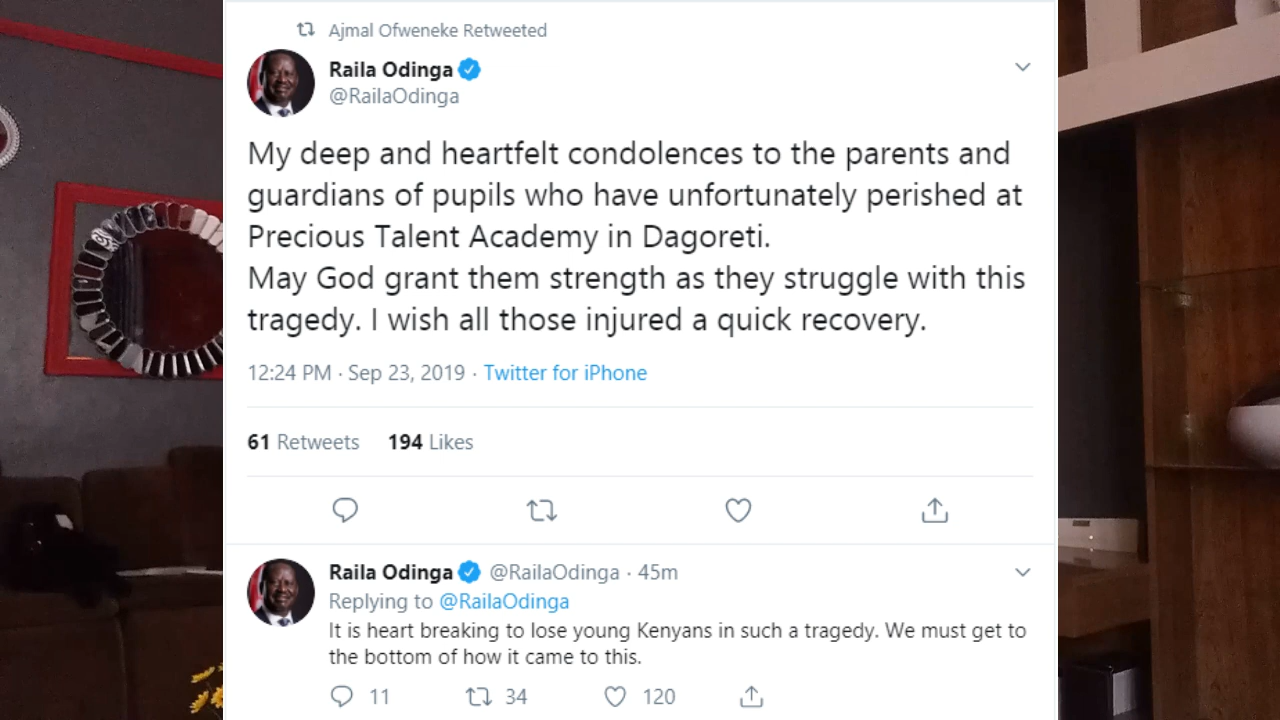 Ajmal Ofweneke Retweeted
Raila Odinga
@RailaOdinga
My deep and heartfelt condolences to the parents and
guardians of pupils who have unfortunately perished at
Precious Talent Academy in Dagoreti.
May God grant them strength as they struggle with this
tragedy. I wish all those injured a quick recovery.
12:24 PM · Sep 23, 2019 · Twitter for iPhone
61 Retweets 194 Likes
Raila Odinga @RailaOdinga · 45m
Replying to @RailaOdinga
It is heart breaking to lose young Kenyans in such a tragedy. We must get to
the bottom of how it came to this.
11 34 120